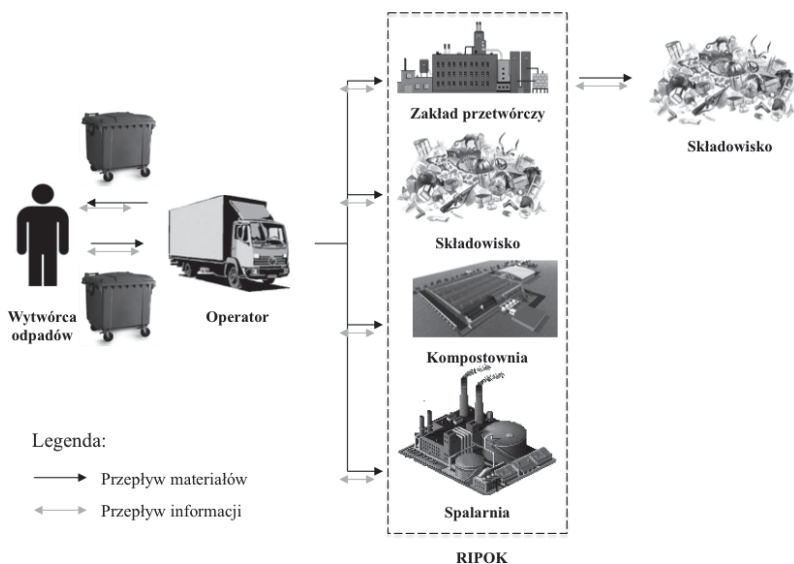 Zakład przetwórczy
Składowisko
Składowisko
Wytwórca
odpadów
Operator
Kompostownia
Legenda:
Przepływ materiałów
Przepływ informacji
Spalarnia
RIPOK